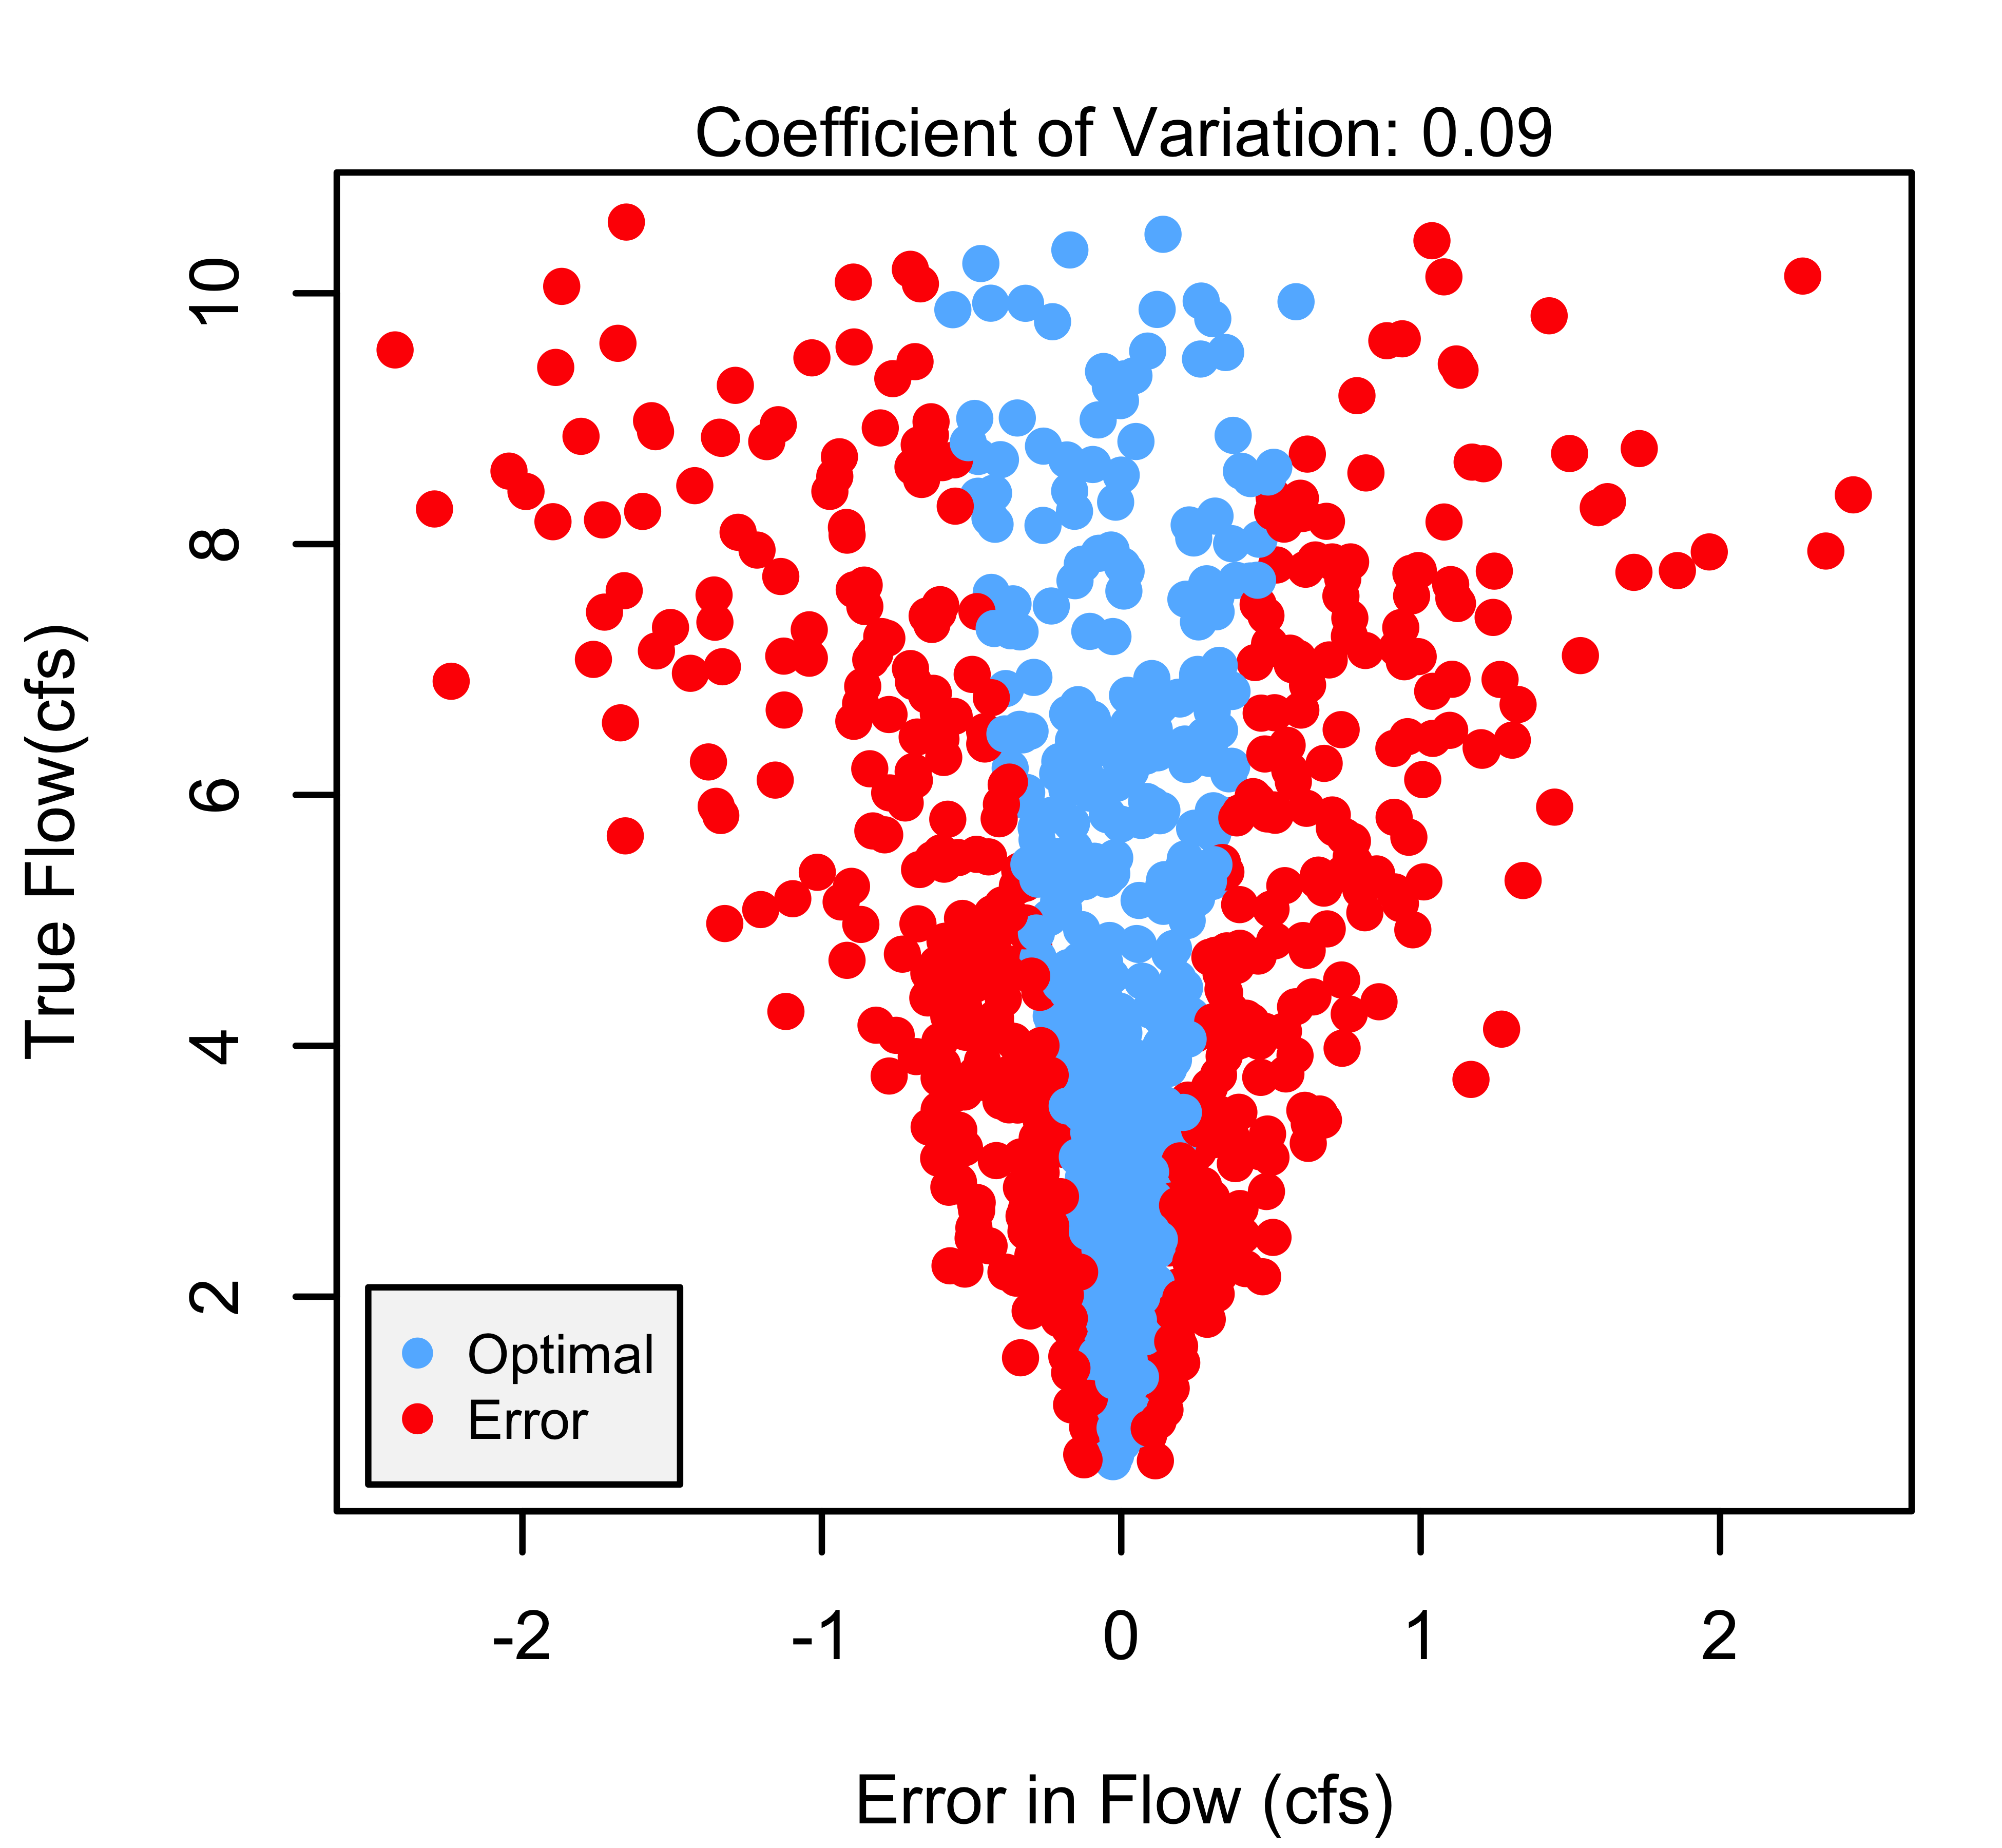 Coefficient of Variation: 0.09
True Flow(cfs)
10
8
6
4
2
Optimal
Error
-2 -1 0 1 2
Error in Flow (cfs)